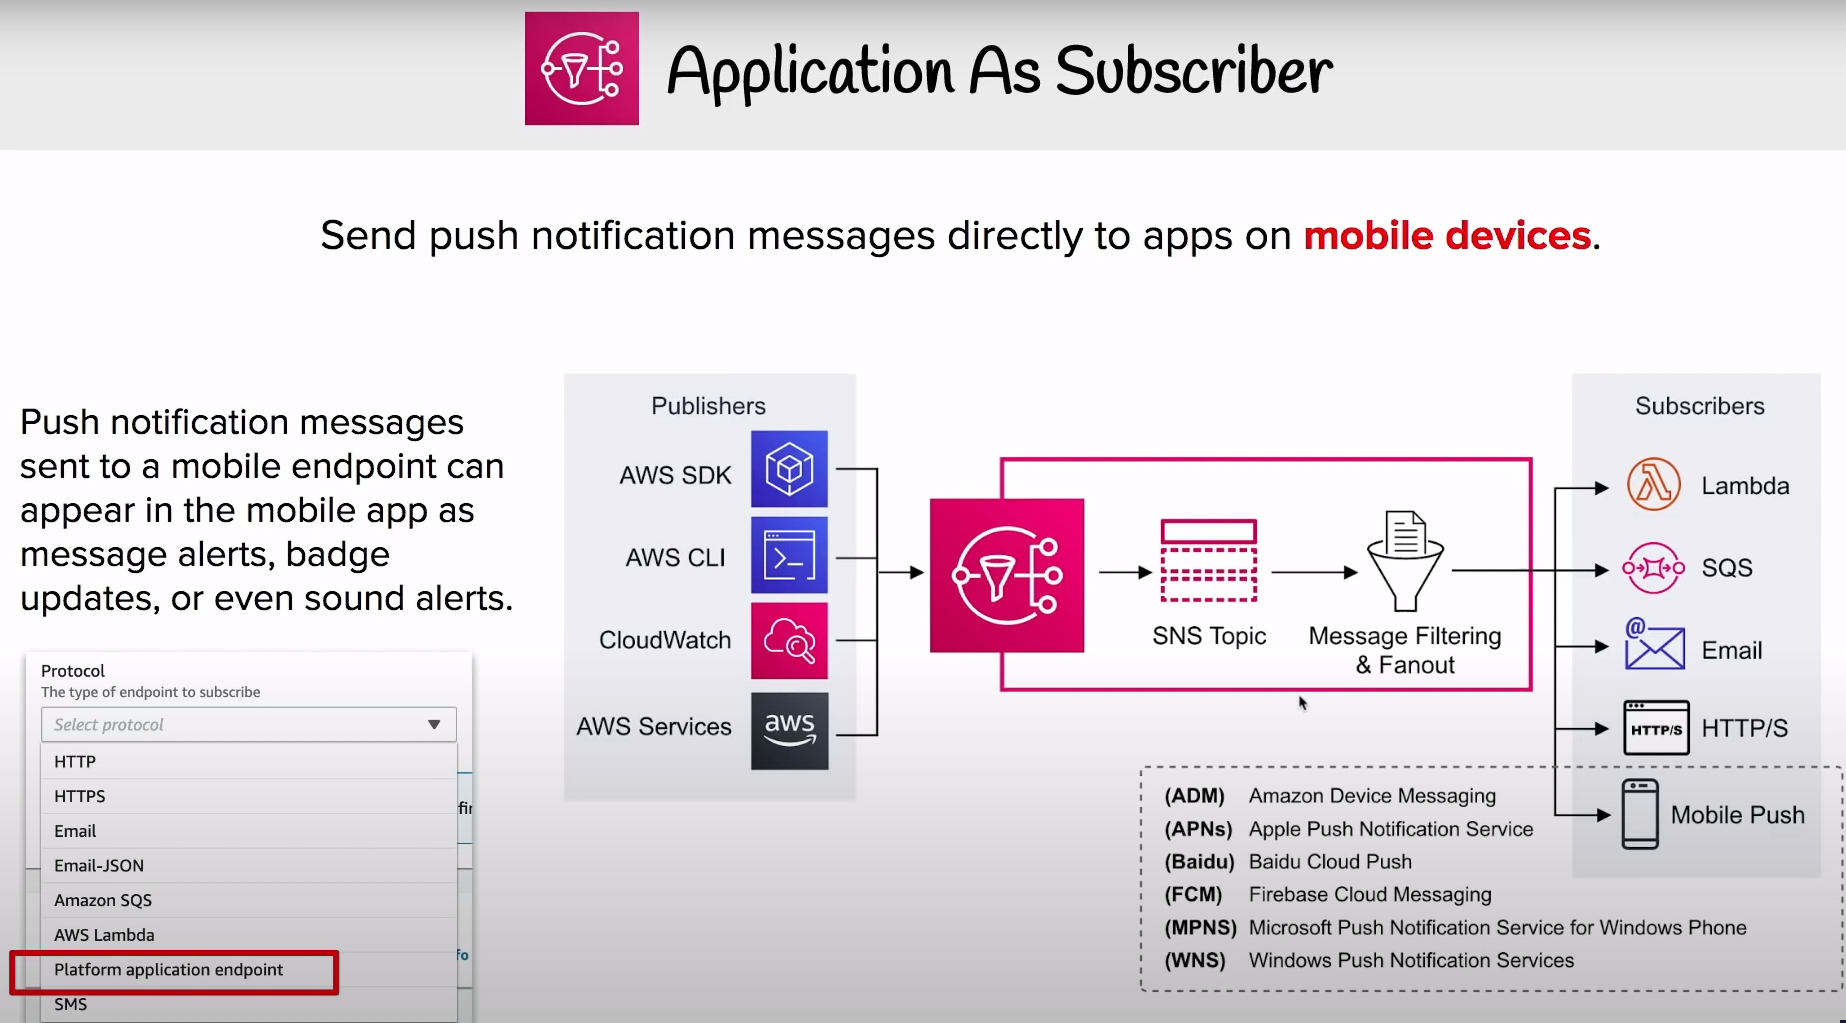 Application As Subscriber
Send push notification messages directly to apps on mobile devices.
Push notification messages
sent to a mobile endpoint can
appear in the mobile app as
message alerts, badge
updates, or even sound alerts.
Protocol
The type of endpoint to subscribe
Select protocol
HTTP
HTTPS
Email
Email-JSON
Amazon SQS
AWS Lambda
Platform application endpoint
SMS
Publishers
AWS SDK
AWS CLI
CloudWatch
AWS Services
aws
SNS Topic
Message Filtering
& Fanout
Subscribers
Lambda
SQS
@
Email
HTTP/S
HTTP/S
Mobile Push
(ADM) Amazon Device Messaging
(APNs) Apple Push Notification Service
(Baidu) Baidu Cloud Push
(FCM) Firebase Cloud Messaging
(MPNS) Microsoft Push Notification Service for Windows Phone
(WNS) Windows Push Notification Services